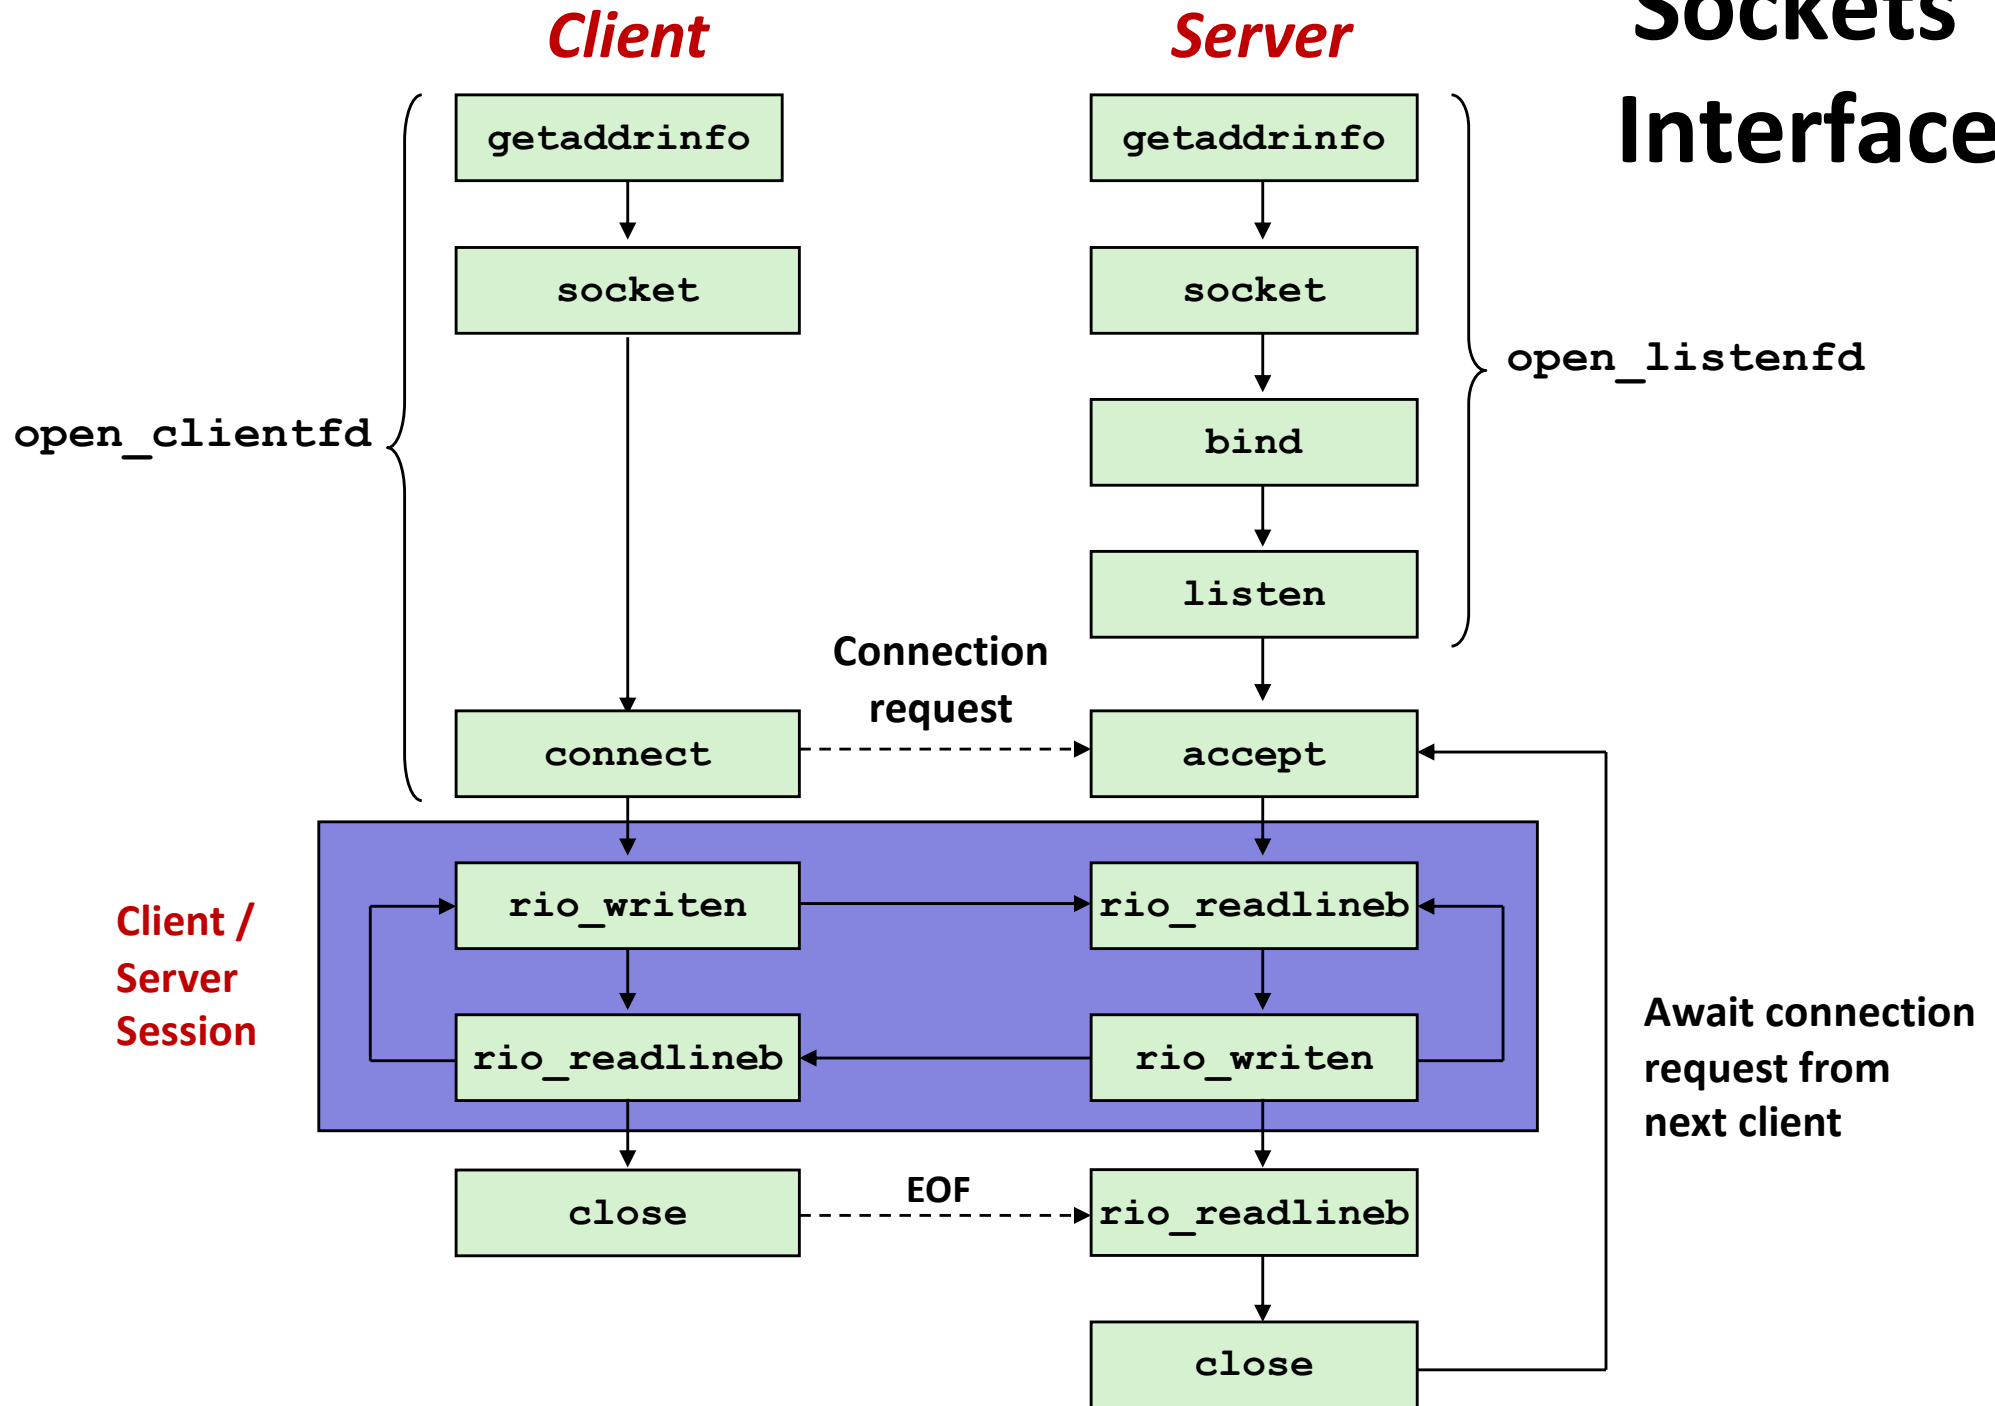 Sockets
Interface
Client
Server
getaddrinfo
getaddrinfo
socket
socket
open_listenfd
open_clientfd
bind
listen
Connection
request
connect
accept
Client /
Server
Session
rio_writen
rio_readlineb
rio_readlineb
rio_writen
Await connection
request from
next client
close
EOF
rio_readlineb
close